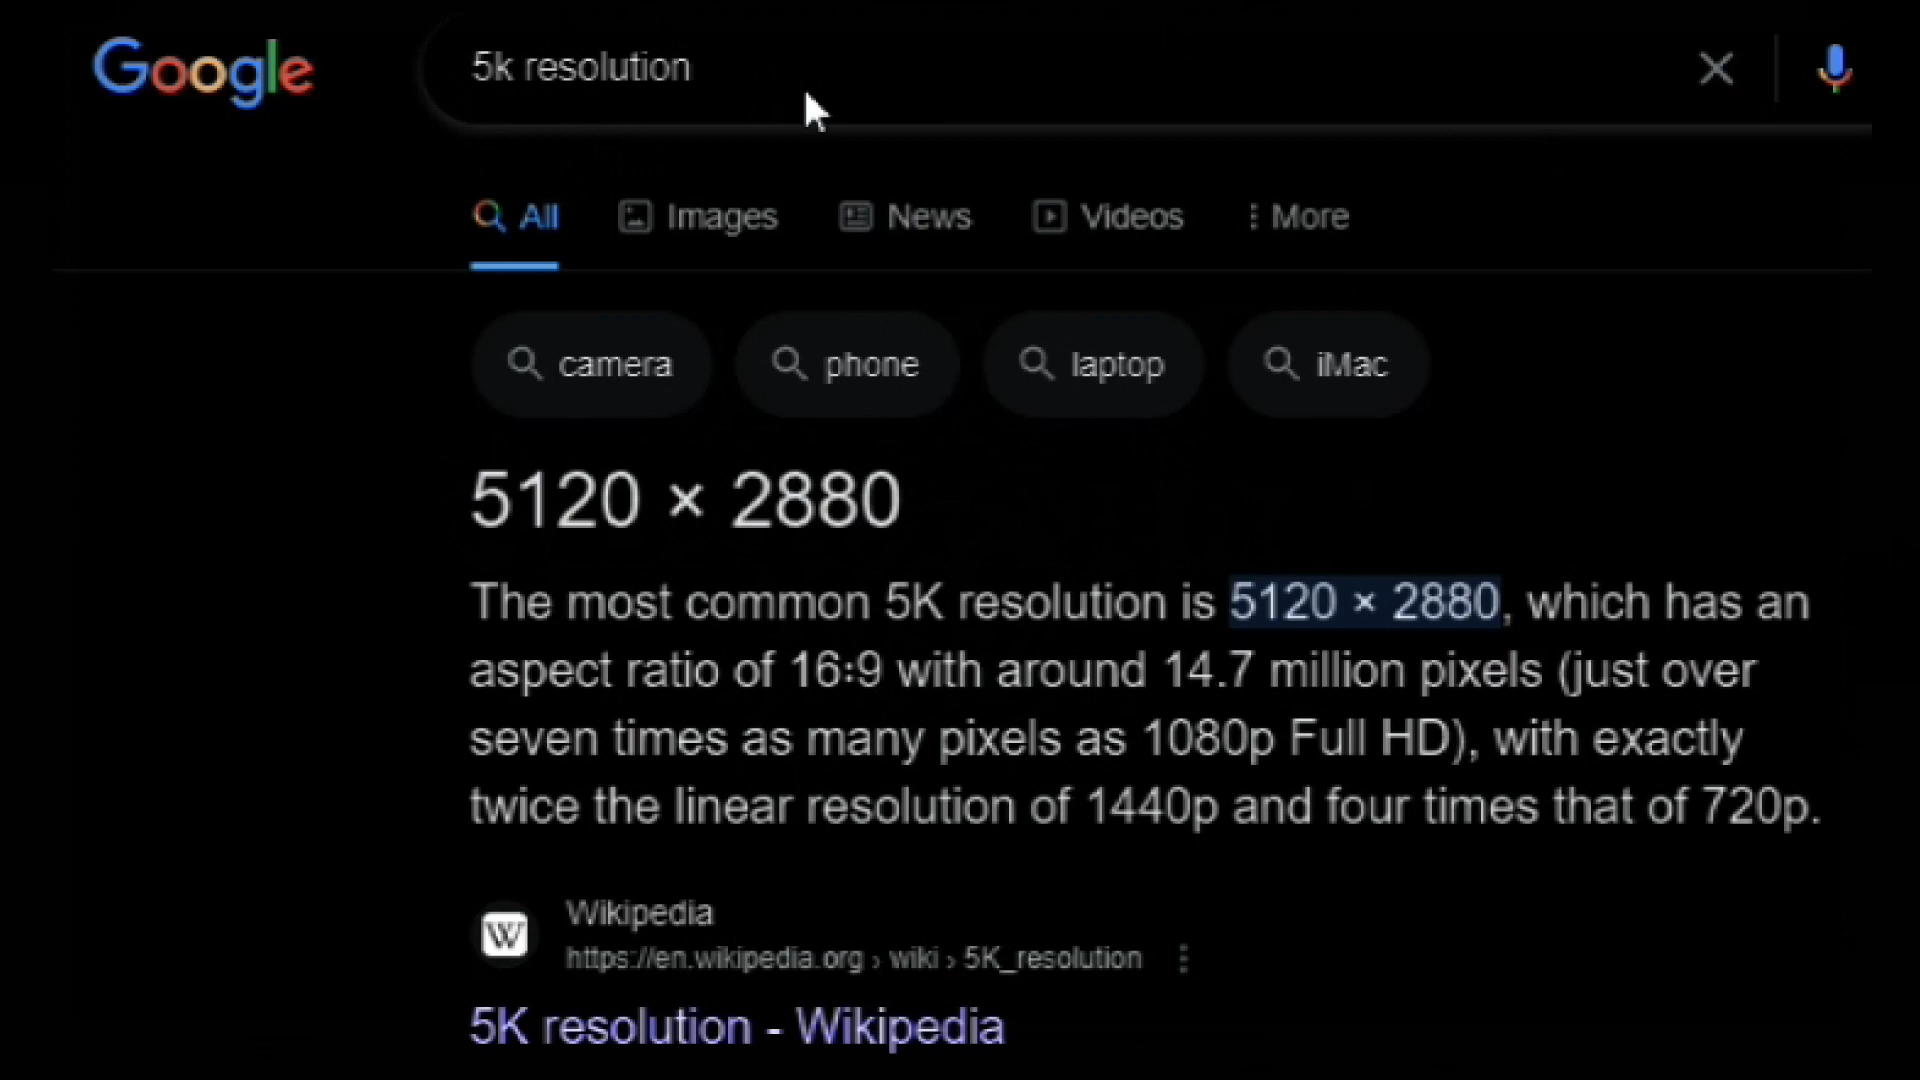 Google
5k resolution
All Images News Videos More
camera phone laptop iMac
5120 × 2880
The most common 5K resolution is 5120 × 2880, which has an
aspect ratio of 16:9 with around 14.7 million pixels (just over
seven times as many pixels as 1080p Full HD), with exactly
twice the linear resolution of 1440p and four times that of 720p.
W
Wikipedia
https://en.wikipedia.org › wiki › 5K_resolution
5K resolution - Wikipedia